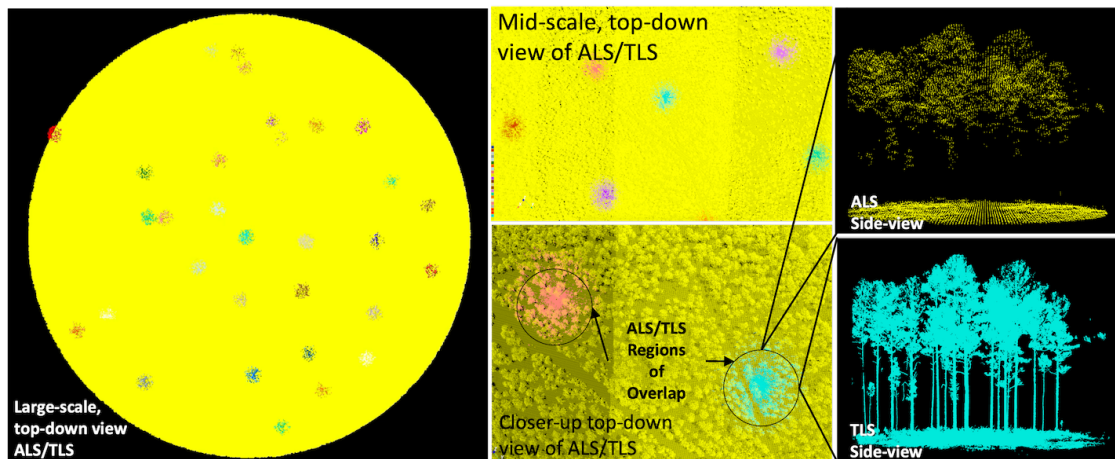 Large-scale,
top-down view
ALS/TLS
Mid-scale, top-down
view of ALS/TLS
ALS/TLS
Regions
of
Overlap
Closer-up top-down
view of ALS/TLS
ALS
Side-view
TLS
Side-view